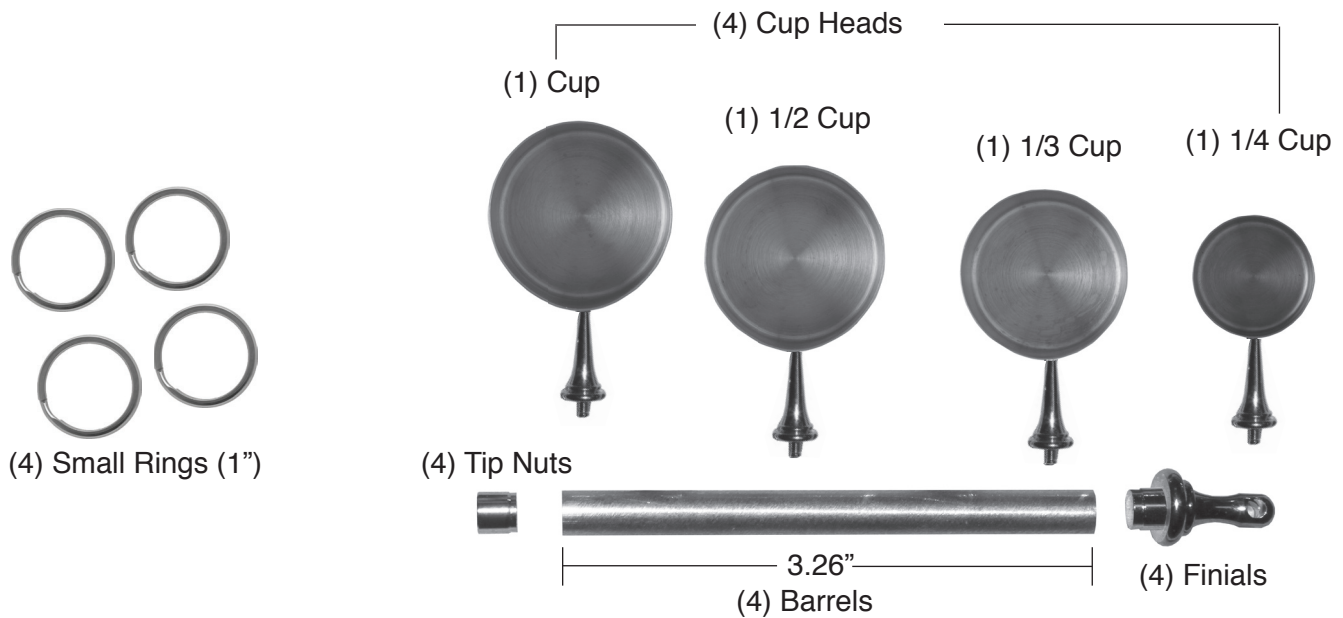 (4) Cup Heads
(1) Cup
(1) 1/2 Cup
(1) 1/3 Cup
(1) 1/4 Cup
(4) Small Rings (1”)
(4) Tip Nuts
3.26”
(4) Barrels
(4) Finials